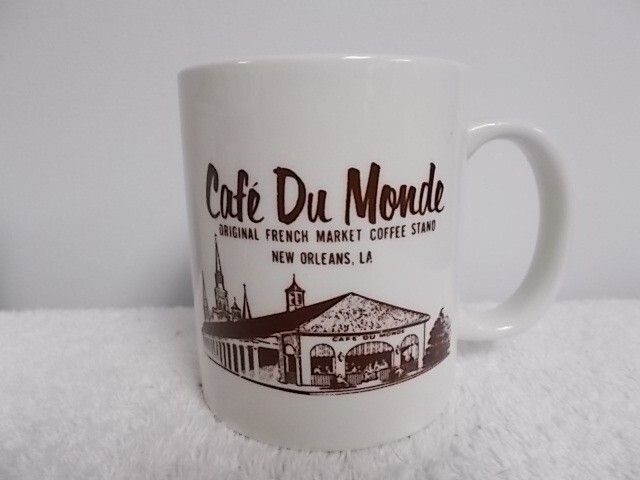 Café Du Monde
ORIGINAL FRENCH MARKET COFFEE STAND
NEW ORLEANS, LA
CAFE DU MONDE